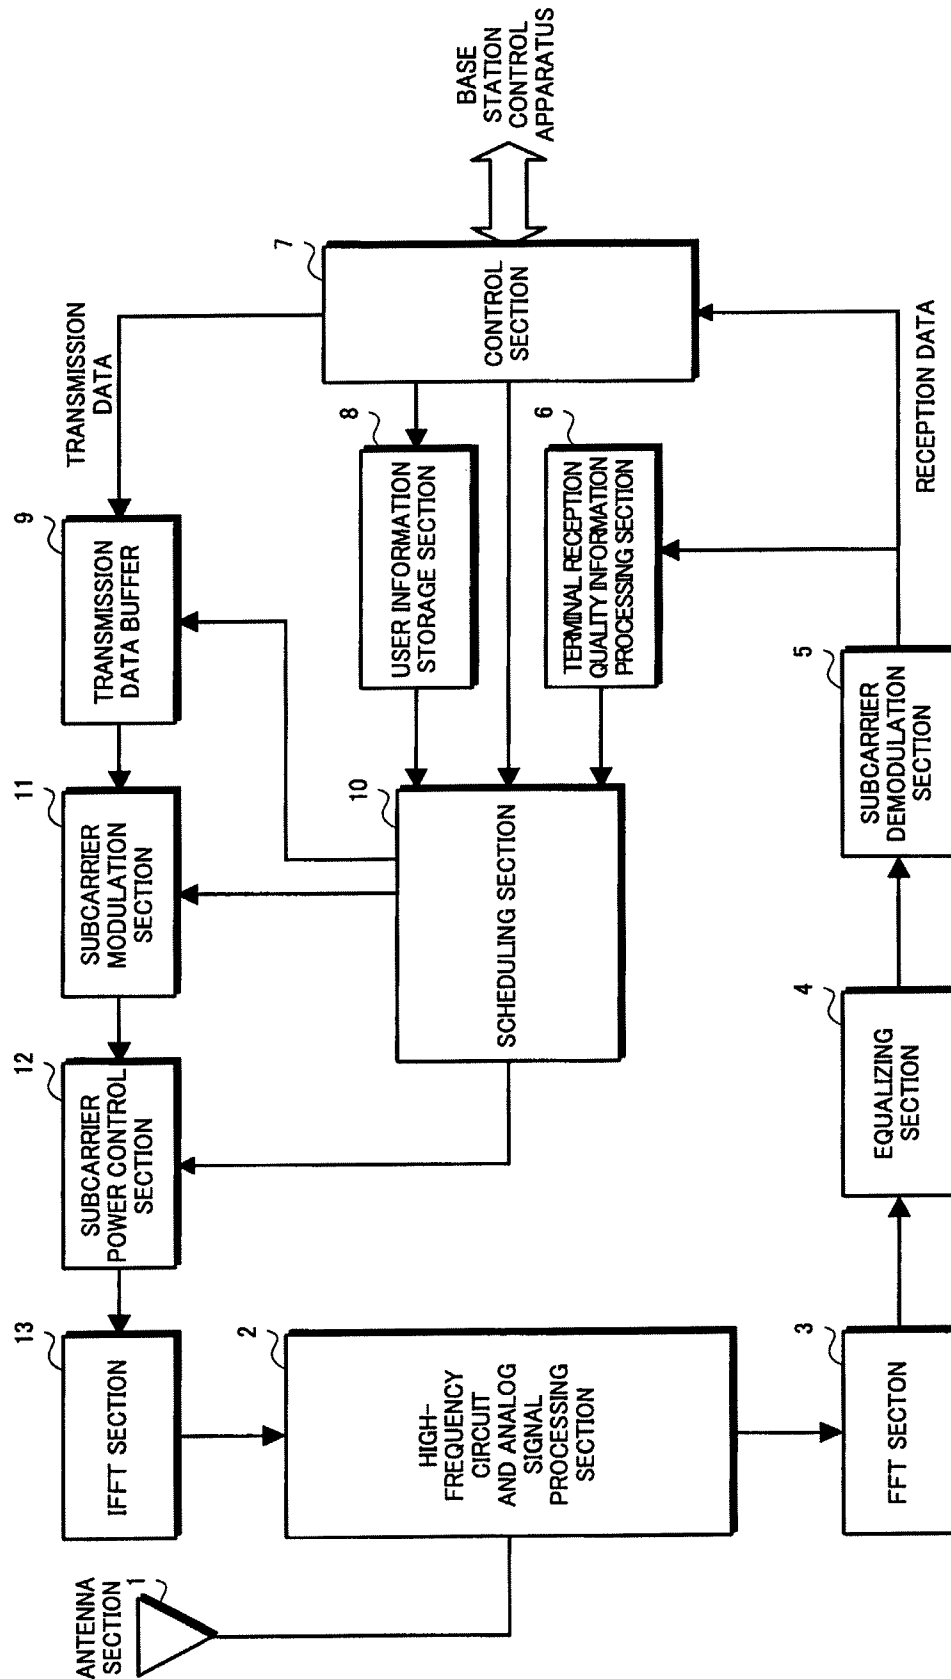 ANTENNA
SECTION
1
13
IFFT SECTION
12
SUBCARRIER
POWER CONTROL
SECTION
11
SUBCARRIER
MODULATION
SECTION
9
TRANSMISSION
DATA BUFFER
TRANSMISSION
DATA
2
HIGH-
FREQUENCY
CIRCUIT
AND ANALOG
SIGNAL
PROCESSING
SECTION
10
SCHEDULING SECTION
8
USER INFORMATION
STORAGE SECTION
6
TERMINAL RECEPTION
QUALITY INFORMATION
PROCESSING SECTION
7
CONTROL
SECTION
BASE
STATION
CONTROL
APPARATUS
3
FFT SECTON
4
EQUALIZING
SECTION
5
SUBCARRIER
DEMODULATION
SECTION
RECEPTION DATA